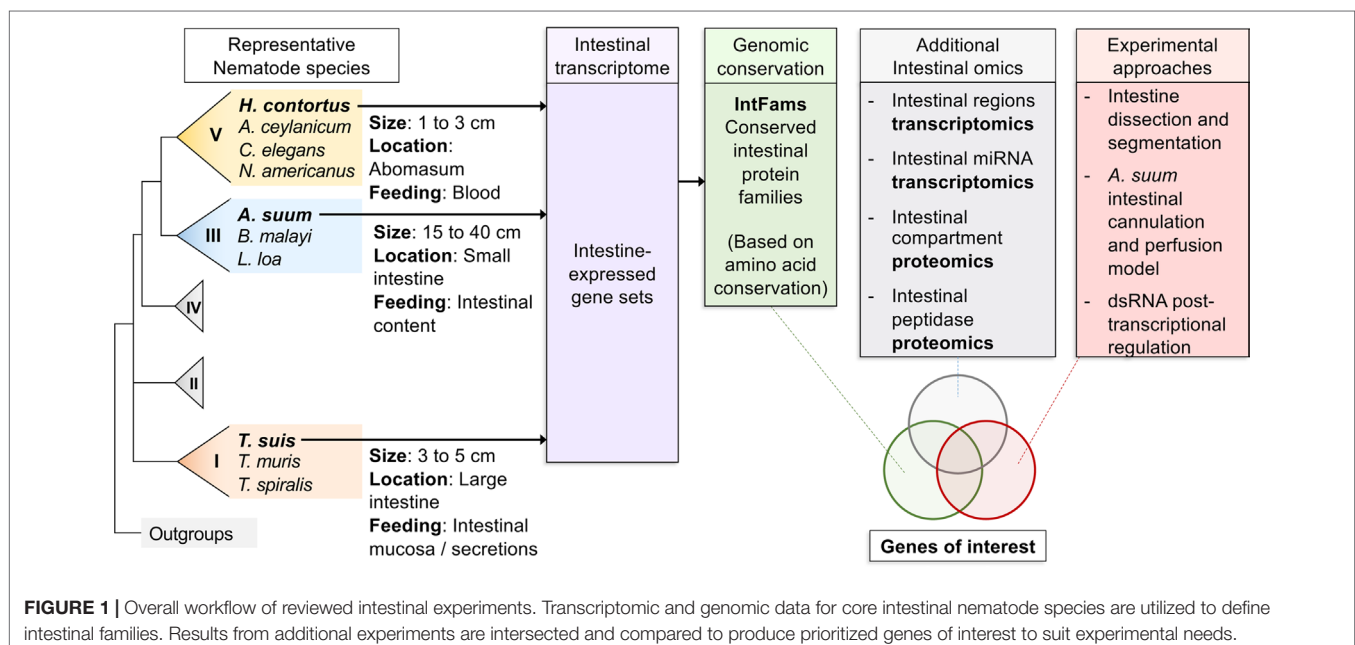 Representative
Nematode species
V
H. contortus
A. ceylanicum
C. elegans
N. americanus
Size: 1 to 3 cm
Location:
Abomasum
Feeding: Blood
III
A. suum
B. malayi
L. loa
Size: 15 to 40 cm
Location: Small
intestine
Feeding: Intestinal
content
IV
II
I
T. suis
T. muris
T. spiralis
Size: 3 to 5 cm
Location: Large
intestine
Feeding: Intestinal
mucosa / secretions
Outgroups
Intestinal
transcriptome
Intestine-
expressed
gene sets
Genomic
conservation
IntFams
Conserved
intestinal
protein
families
(Based on
amino acid
conservation)
Additional
Intestinal omics
- Intestinal regions
transcriptomics
- Intestinal miRNA
transcriptomics
- Intestinal
compartment
proteomics
- Intestinal
peptidase
proteomics
Experimental
approaches
- Intestine
dissection and
segmentation
- A. suum
intestinal
cannulation
and perfusion
model
- dsRNA post-
transcriptional
regulation
Genes of interest
FIGURE 1 | Overall workflow of reviewed intestinal experiments. Transcriptomic and genomic data for core intestinal nematode species are utilized to define
intestinal families. Results from additional experiments are intersected and compared to produce prioritized genes of interest to suit experimental needs.